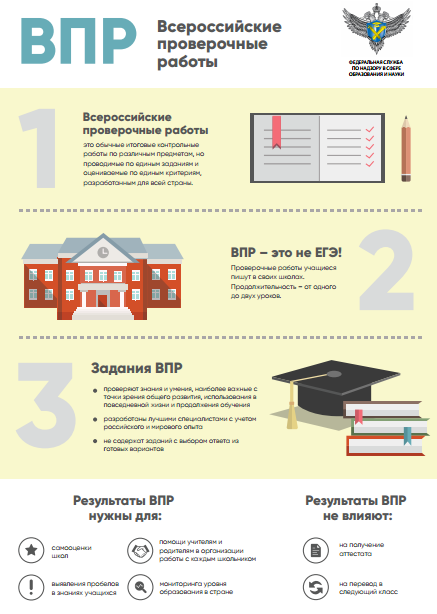 ВПР
Всероссийские
проверочные
работы
ФЕДЕРАЛЬНАЯ СЛУЖБА
ПО НАДЗОРУ В СФЕРЕ
ОБРАЗОВАНИЯ И НАУКИ
1
Всероссийские
проверочные работы
это обычные итоговые контрольные
работы по различным предметам, но
проводимые по единым заданиям и
оцениваемые по единым критериям,
разработанным для всей страны.
2
ВПР – это не ЕГЭ!
Проверочные работы учащиеся
пишут в своих школах.
Продолжительность – от одного
до двух уроков.
3
Задания ВПР
проверяют знания и умения, наиболее важные с
точки зрения общего развития, использования в
повседневной жизни и продолжения обучения
разработаны лучшими специалистами с учетом
российского и мирового опыта
не содержат заданий с выбором ответа из
готовых вариантов
Результаты ВПР
нужны для:
самооценки
школ
помощи учителям и
родителям в организации
работы с каждым школьником
выявления пробелов
в знаниях учащихся
мониторинга уровня
образования в стране
Результаты ВПР
не влияют:
на получение
аттестата
на перевод в
следующий класс